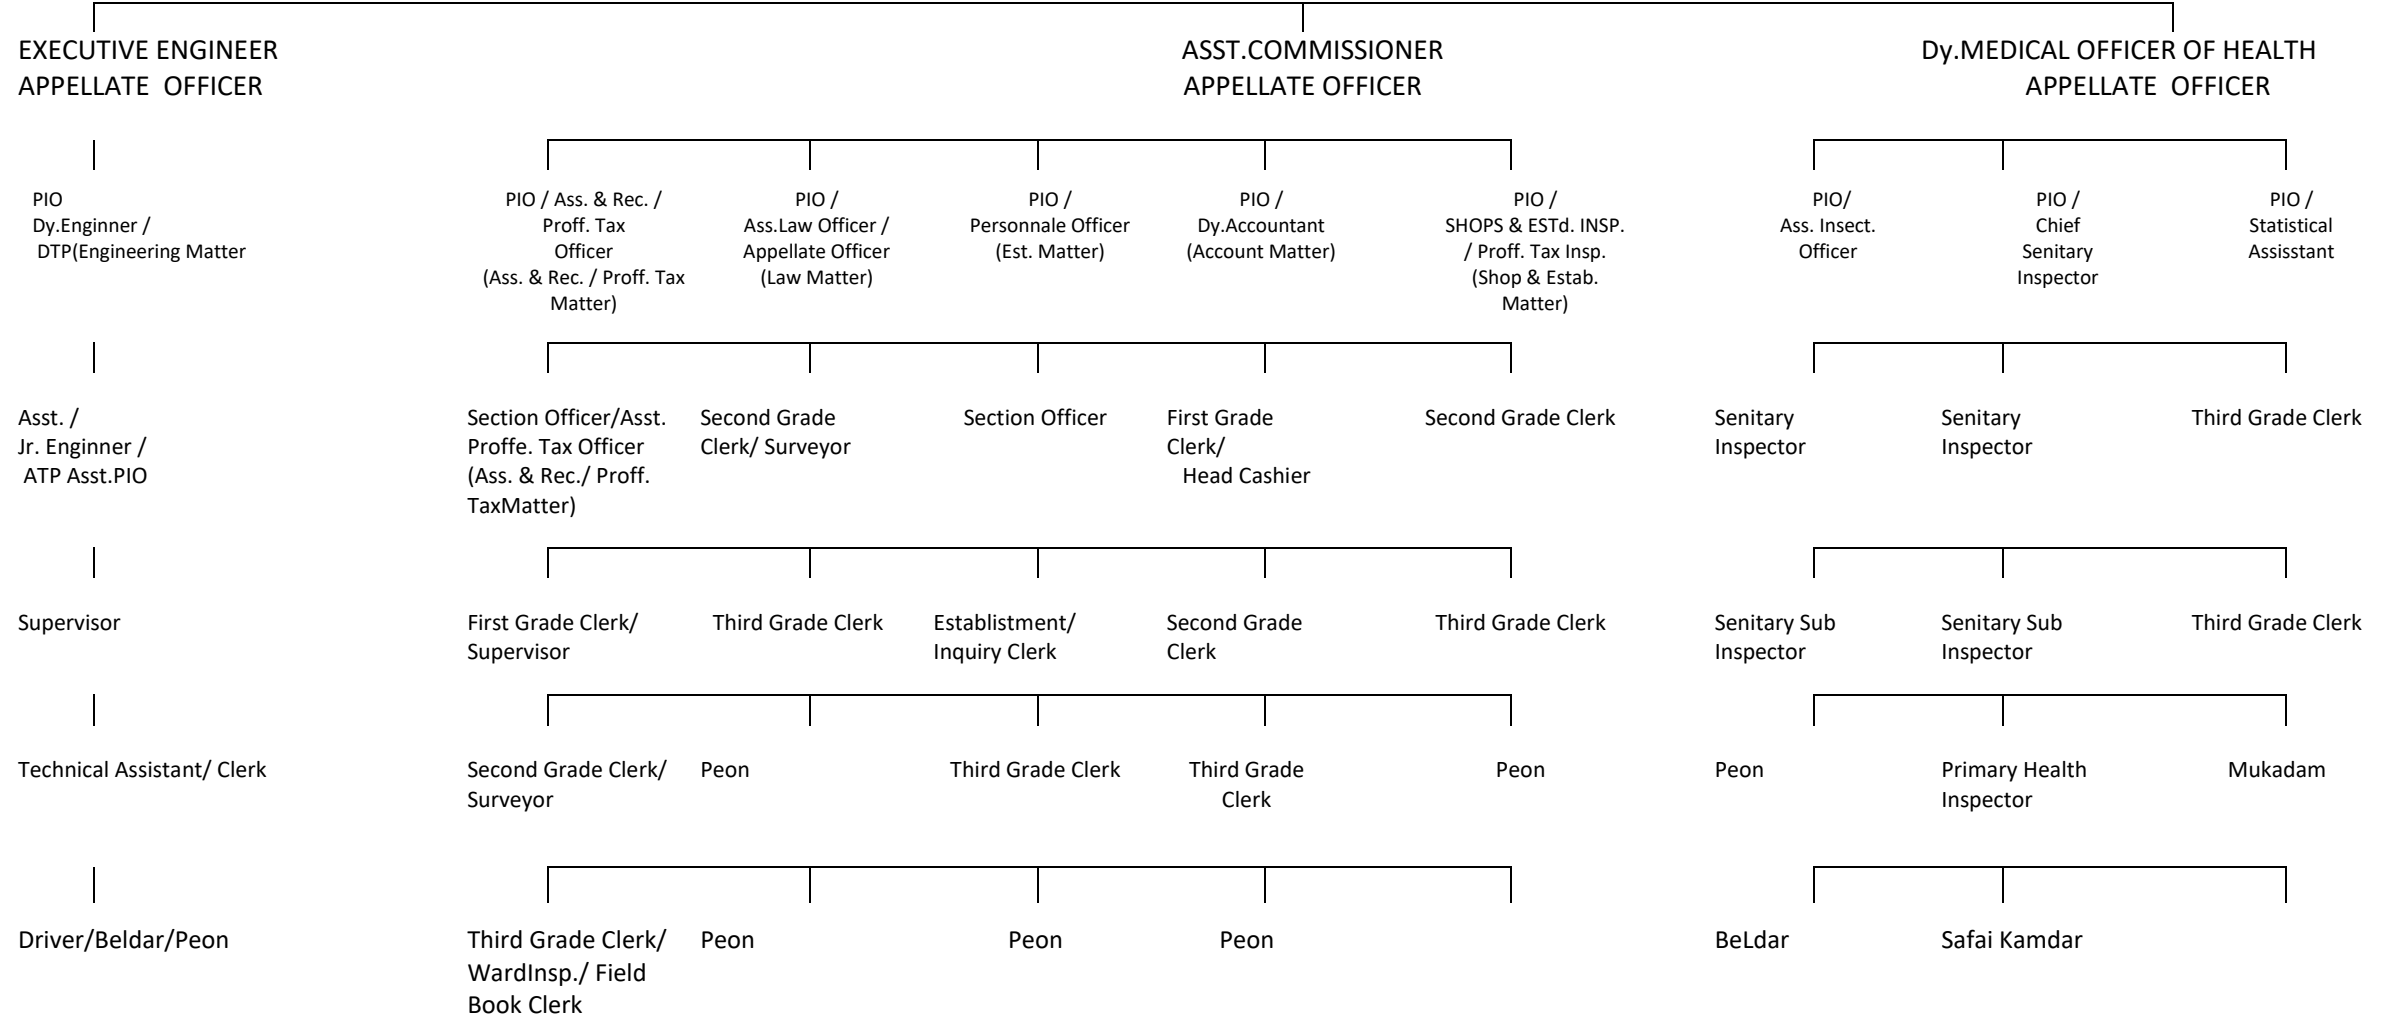 EXECUTIVE ENGINEER
APPELLATE  OFFICER
ASST.COMMISSIONER
APPELLATE OFFICER
Dy.MEDICAL OFFICER OF HEALTH
APPELLATE  OFFICER
PIO
Dy.Enginner /
DTP(Engineering Matter
PIO / Ass. & Rec. /
Proff. Tax
Officer
(Ass. & Rec. / Proff. Tax
Matter)
PIO /
Ass.Law Officer /
Appellate Officer
(Law Matter)
PIO /
Personnale Officer
(Est. Matter)
PIO /
Dy.Accountant
(Account Matter)
PIO /
SHOPS & ESTd. INSP.
/ Proff. Tax Insp.
(Shop & Estab.
Matter)
PIO/
Ass. Insect.
Officer
PIO /
Chief
Senitary
Inspector
PIO /
Statistical
Assisstant
Asst. /
Jr. Enginner /
ATP Asst.PIO
Section Officer/Asst.
Proffe. Tax Officer
(Ass. & Rec./ Proff.
TaxMatter)
Second Grade
Clerk/ Surveyor
Section Officer
First Grade
Clerk/
Head Cashier
Second Grade Clerk
Senitary
Inspector
Senitary
Inspector
Third Grade Clerk
Supervisor
First Grade Clerk/
Supervisor
Third Grade Clerk
Establistment/
Inquiry Clerk
Second Grade
Clerk
Third Grade Clerk
Senitary Sub
Inspector
Senitary Sub
Inspector
Third Grade Clerk
Technical Assistant/ Clerk
Second Grade Clerk/
Surveyor
Peon
Third Grade Clerk
Third Grade
Clerk
Peon
Peon
Primary Health
Inspector
Mukadam
Driver/Beldar/Peon
Third Grade Clerk/
WardInsp./ Field
Book Clerk
Peon
Peon
Peon
BeLdar
Safai Kamdar